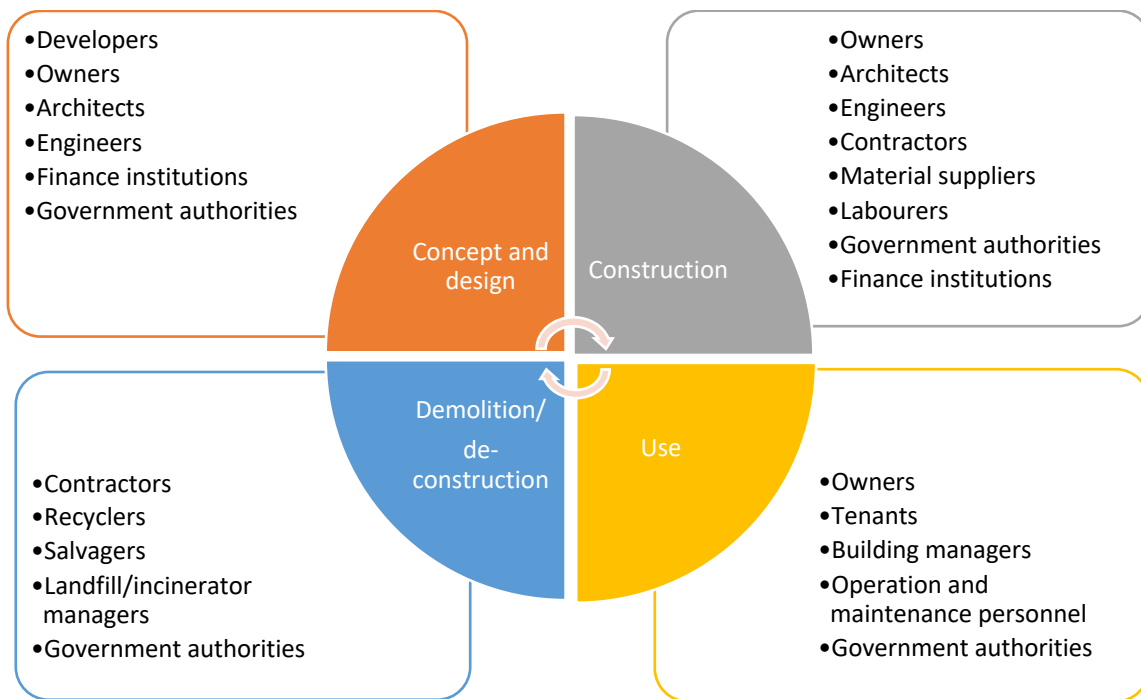 •Developers
•Owners
•Architects
•Engineers
•Finance institutions
•Government authorities
•Owners
•Architects
•Engineers
•Contractors
•Material suppliers
•Labourers
•Government authorities
•Finance institutions
Concept and
design
Construction
Demolition/
de-
construction
Use
•Contractors
•Recyclers
•Salvagers
•Landfill/incinerator
managers
•Government authorities
•Owners
•Tenants
•Building managers
•Operation and
maintenance personnel
•Government authorities